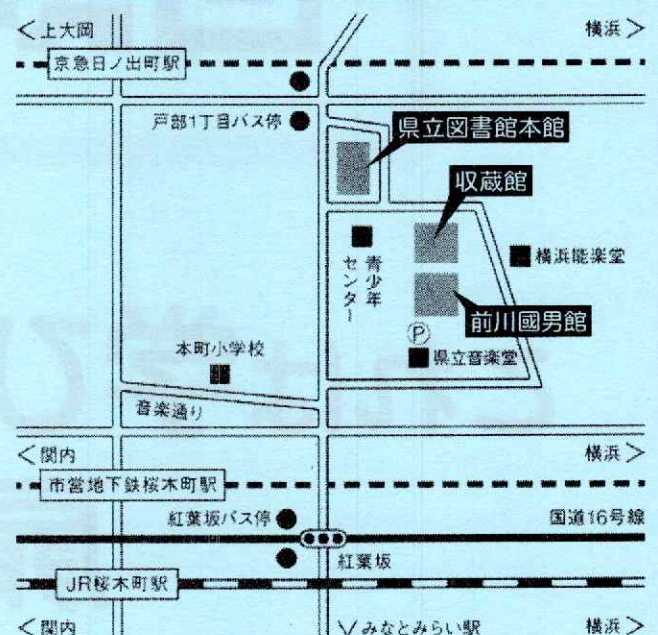 ＜上大岡
横浜＞
京急日ノ出町駅
戸部1丁目バス停
県立図書館本館
収蔵館
青少年センター
横浜能楽堂
前川國男館
Ⓟ
県立音楽堂
本町小学校
音楽通り
＜関内
横浜＞
市営地下鉄桜木町駅
紅葉坂バス停
国道16号線
紅葉坂
JR桜木町駅
＜関内
＞みなとみらい駅
横浜＞